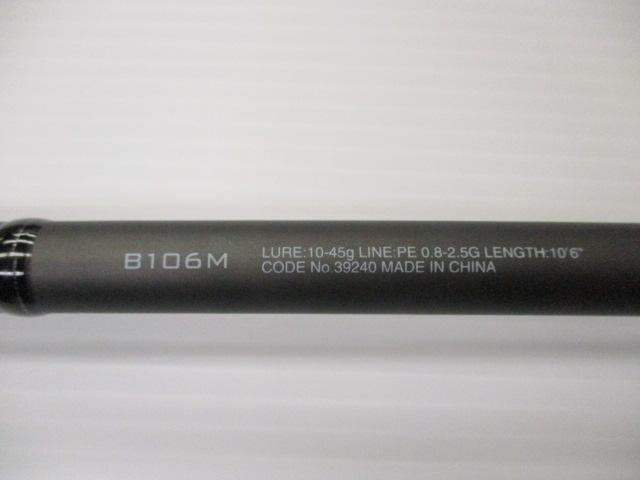 B106M
LURE:10-45g LINE:PE 0.8-2.5G LENGTH:10'6"
CODE No.39240 MADE IN CHINA